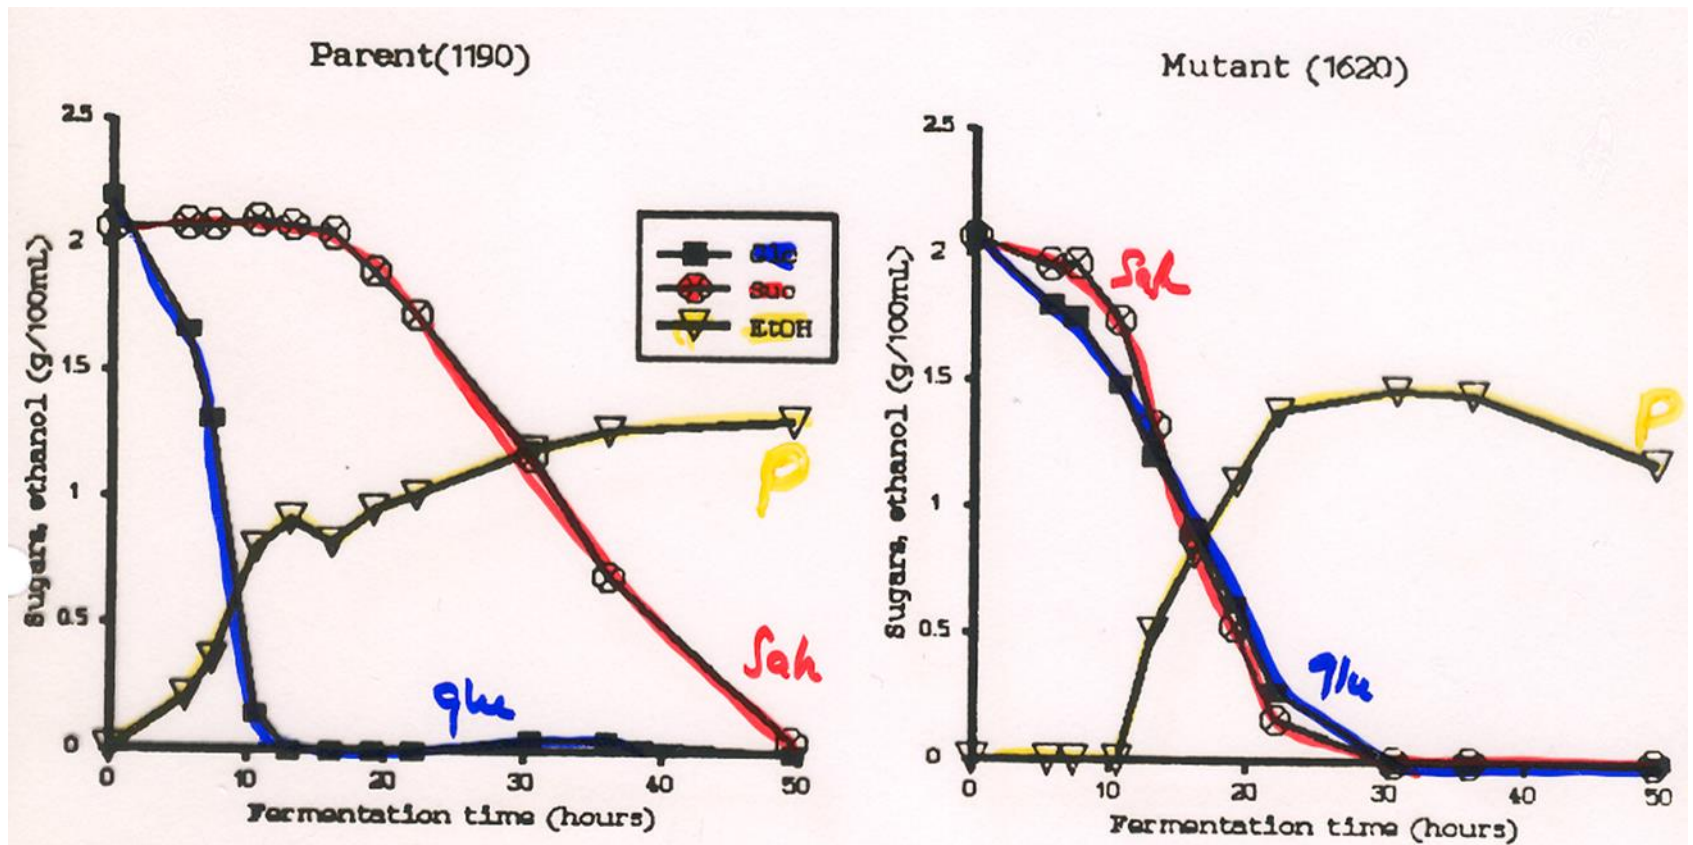 Parent(1190)
2.5
2
1.5
1
0.5
0
0
10
20
30
40
50
Sugars, ethanol (g/100mL)
Fermentation time (hours)
Suc
EtOH
P
Sah
glu
Mutant (1620)
2.5
2
1.5
1
0.5
0
0
10
20
30
40
50
Sugars, ethanol (g/100mL)
Fermentation time (hours)
Sah
P
glu